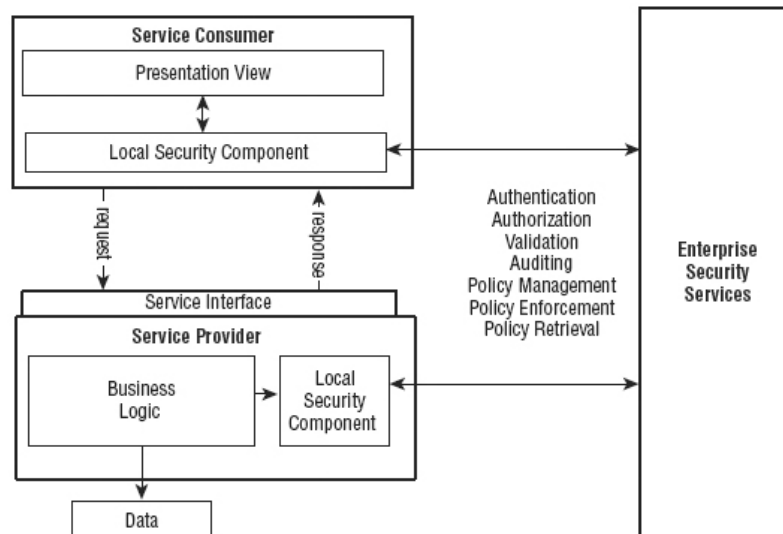 Service Consumer
Presentation View
Local Security Component
request
response
Authentication
Authorization
Validation
Auditing
Policy Management
Policy Enforcement
Policy Retrieval
Enterprise
Security
Services
Service Interface
Service Provider
Business
Logic
Local
Security
Component
Data